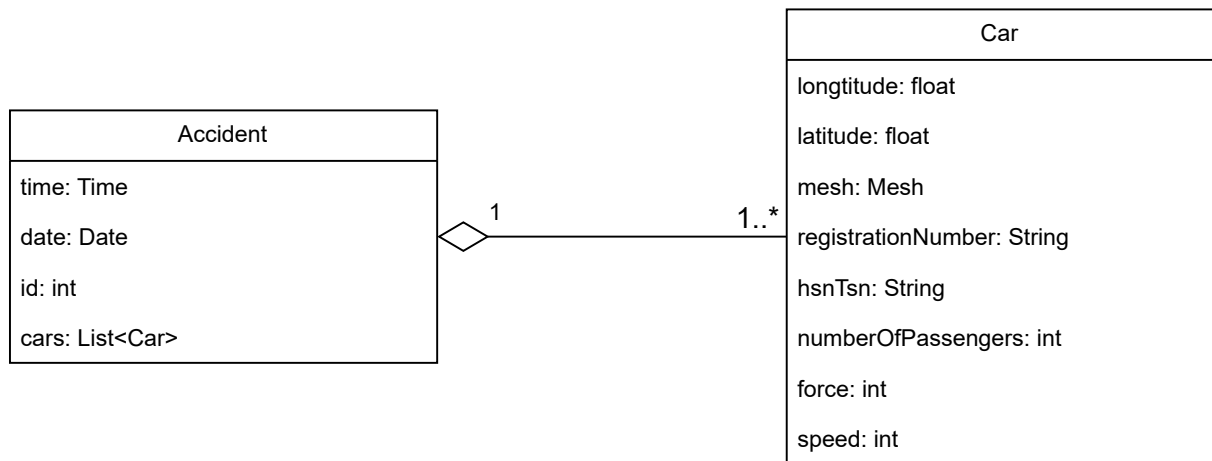 Accident
time: Time
date: Date
id: int
cars: List<Car>
1
1..*
Car
longtitude: float
latitude: float
mesh: Mesh
registrationNumber: String
hsnTsn: String
numberOfPassengers: int
force: int
speed: int